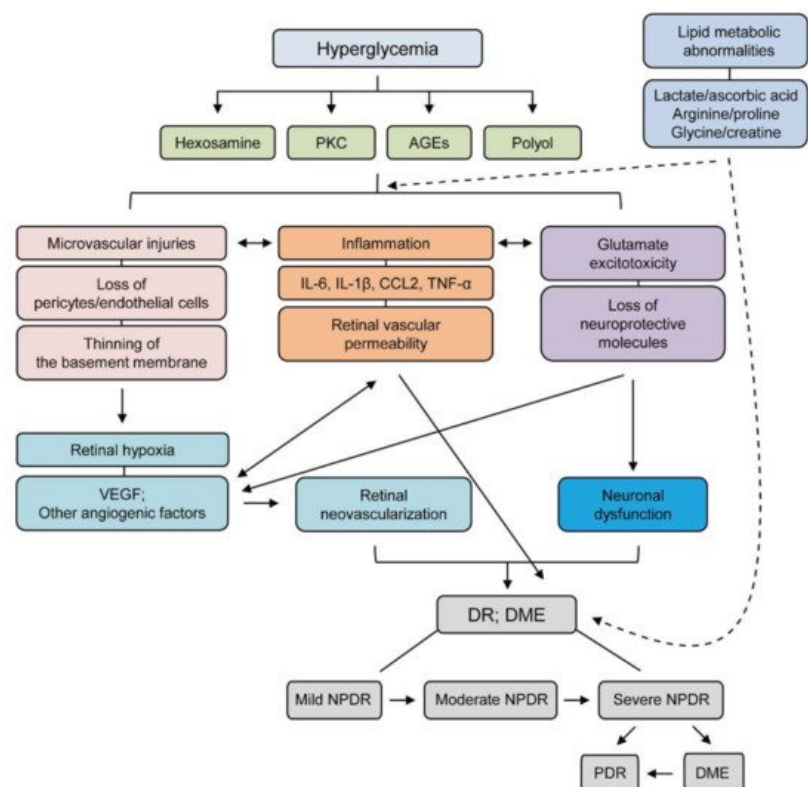 Hyperglycemia
Lipid metabolic
abnormalities
Lactate/ascorbic acid
Arginine/proline
Glycine/creatine
Hexosamine
PKC
AGEs
Polyol
Microvascular injuries
Loss of
pericytes/endothelial cells
Thinning of
the basement membrane
Inflammation
IL-6, IL-1β, CCL2, TNF-α
Retinal vascular
permeability
Glutamate
excitotoxicity
Loss of
neuroprotective
molecules
Retinal hypoxia
VEGF;
Other angiogenic factors
Retinal
neovascularization
Neuronal
dysfunction
DR; DME
Mild NPDR
Moderate NPDR
Severe NPDR
PDR
DME